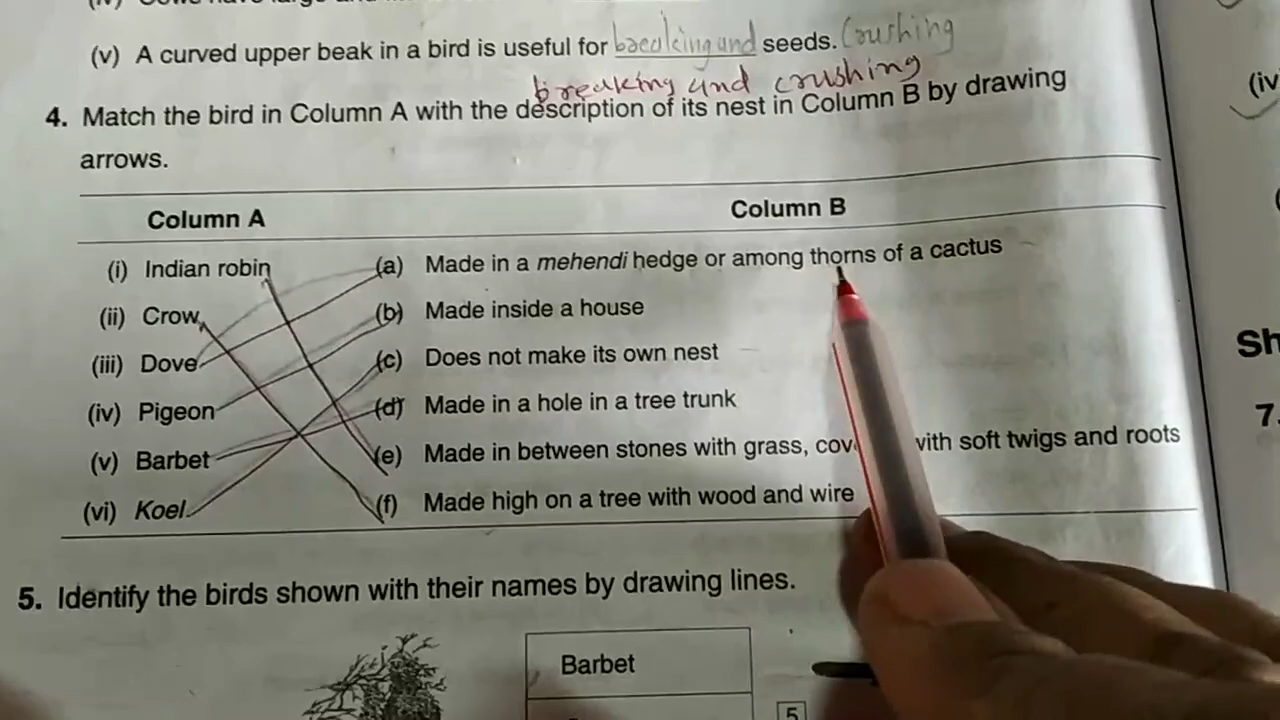 (v) A curved upper beak in a bird is useful for seeds. Crushing
breaking and crushing
4. Match the bird in Column A with the description of its nest in Column B by drawing
arrows.
Column A Column B
(i) Indian robin (a) Made in a mehendi hedge or among thorns of a cactus
(ii) Crow (b) Made inside a house
(iii) Dove (c) Does not make its own nest
(iv) Pigeon (d) Made in a hole in a tree trunk
(v) Barbet (e) Made in between stones with grass, with soft twigs and roots
(vi) Koel (f) Made high on a tree with wood and wire
5. Identify the birds shown with their names by drawing lines.
Barbet
5
(iv
Sh
7.